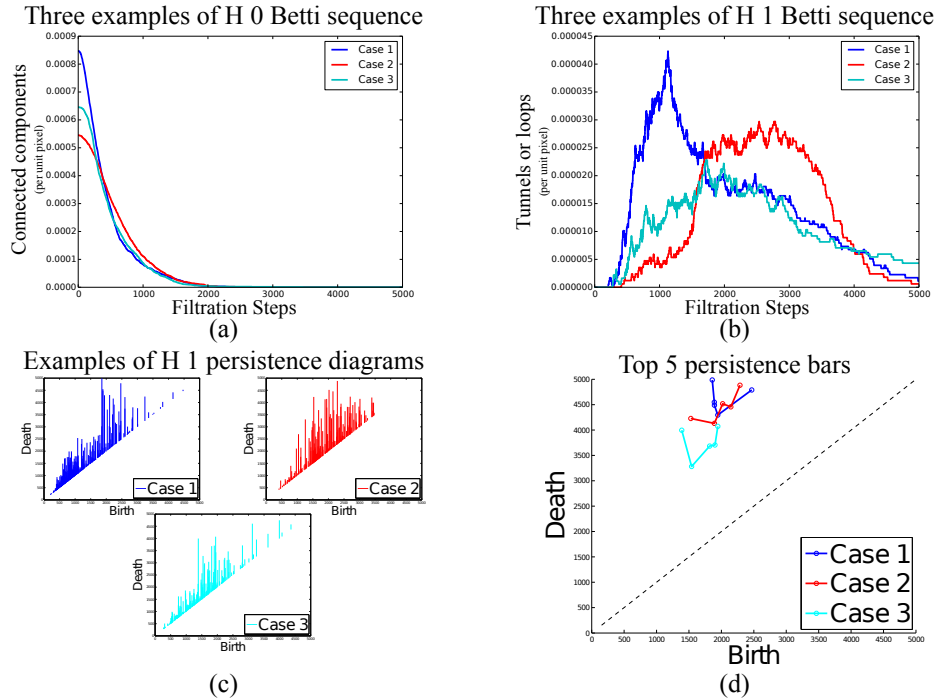 Three examples of H 0 Betti sequence
0.0009
0.0008
0.0007
0.0006
0.0005
0.0004
0.0003
0.0002
0.0001
0.0000
Connected components
(per unit pixel)
Case 1
Case 2
Case 3
0 1000 2000 3000 4000 5000
Filtration Steps
(a)
Three examples of H 1 Betti sequence
0.000045
0.000040
0.000035
0.000030
0.000025
0.000020
0.000015
0.000010
0.000005
0.000000
Tunnels or loops
(per unit pixel)
Case 1
Case 2
Case 3
0 1000 2000 3000 4000 5000
Filtration Steps
(b)
Examples of H 1 persistence diagrams
Death
Case 1
Birth
Death
Case 2
Birth
Death
Case 3
Birth
(c)
Top 5 persistence bars
5000
4500
4000
3500
3000
2500
2000
1500
1000
500
0
Death
Case 1
Case 2
Case 3
0 500 1000 1500 2000 2500 3000 3500 4000 4500 5000
Birth
(d)